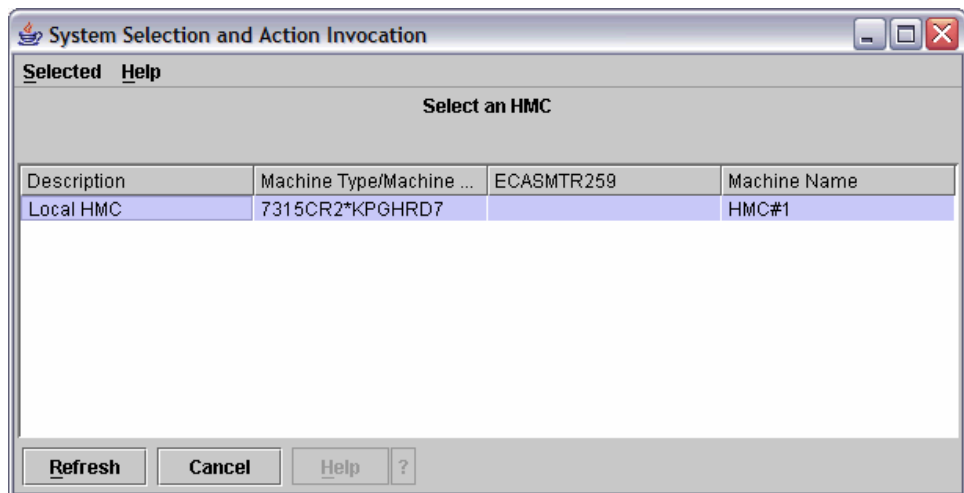 System Selection and Action Invocation
Selected Help
Select an HMC
Description Machine Type/Machine ... ECASMTR259 Machine Name
Local HMC 7315CR2*KPGHRD7 HMC#1
Refresh Cancel Help ?